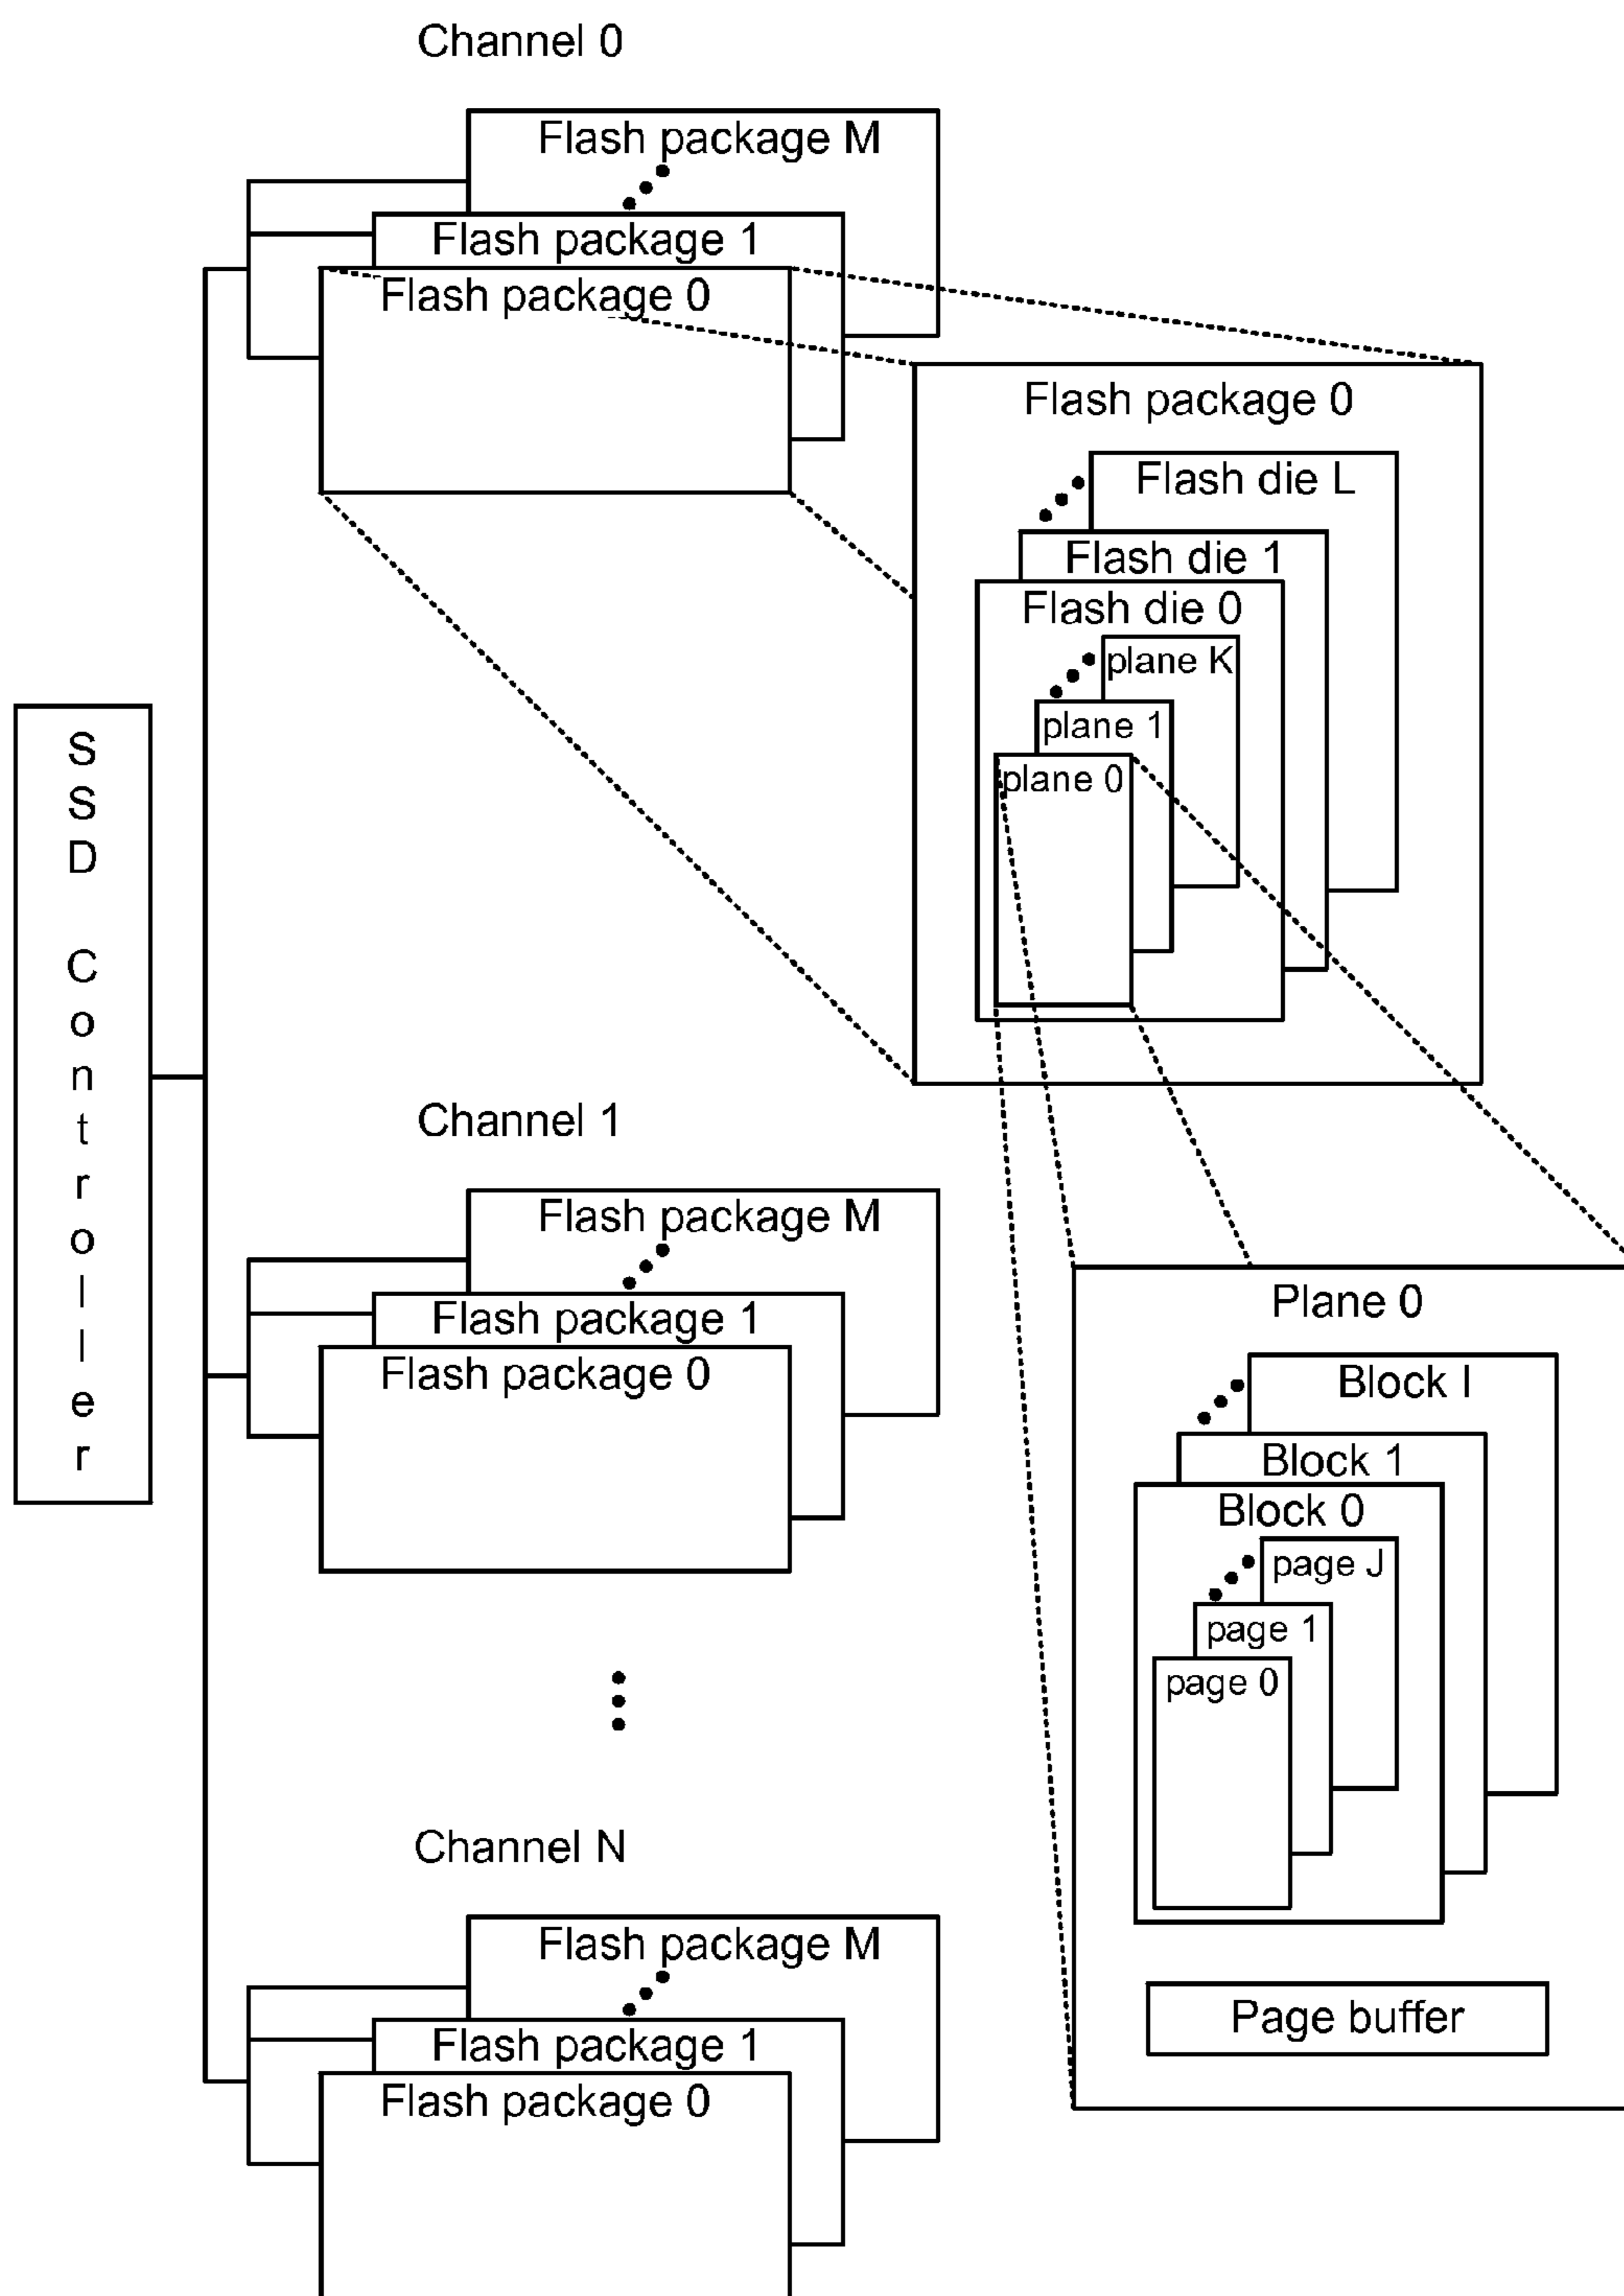 Channel 0
Flash package M
Flash package 1
Flash package 0
Flash package 0
Flash die L
Flash die 1
Flash die 0
plane K
plane 1
plane 0
SSD Controller
Channel 1
Flash package M
Flash package 1
Flash package 0
Plane 0
Block I
Block 1
Block 0
page J
page 1
page 0
Page buffer
Channel N
Flash package M
Flash package 1
Flash package 0